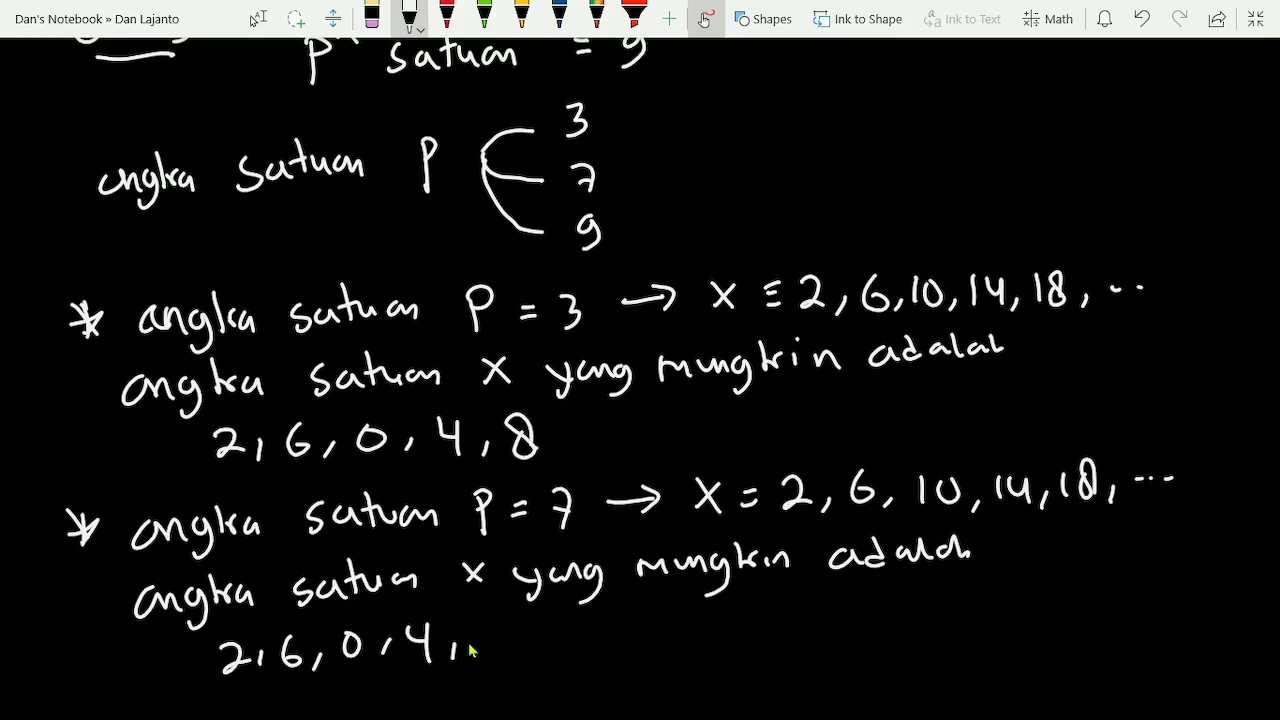 Dan's Notebook » Dan Lajanto
Shapes Ink to Shape Ink to Text Math
satuan = 9
angka satuan P 3
7
9
* angka satuan P = 3 → x = 2, 6, 10, 14, 18, ...
angka satuan x yang mungkin adalah
2, 6, 0, 4, 8
* angka satuan P = 7 → x = 2, 6, 10, 14, 18, ...
angka satuan x yang mungkin adalah
2, 6, 0, 4,